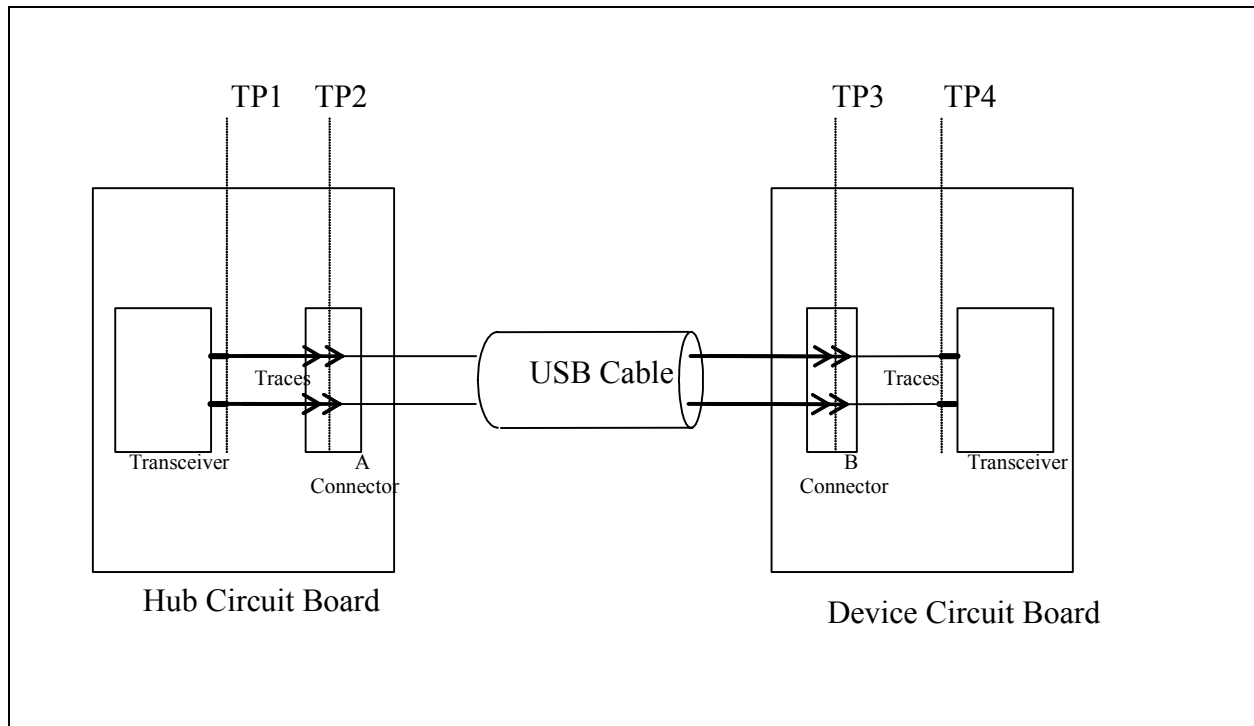 TP1
TP2
TP3
TP4
Traces
USB Cable
Traces
Transceiver
A
Connector
B
Connector
Transceiver
Hub Circuit Board
Device Circuit Board